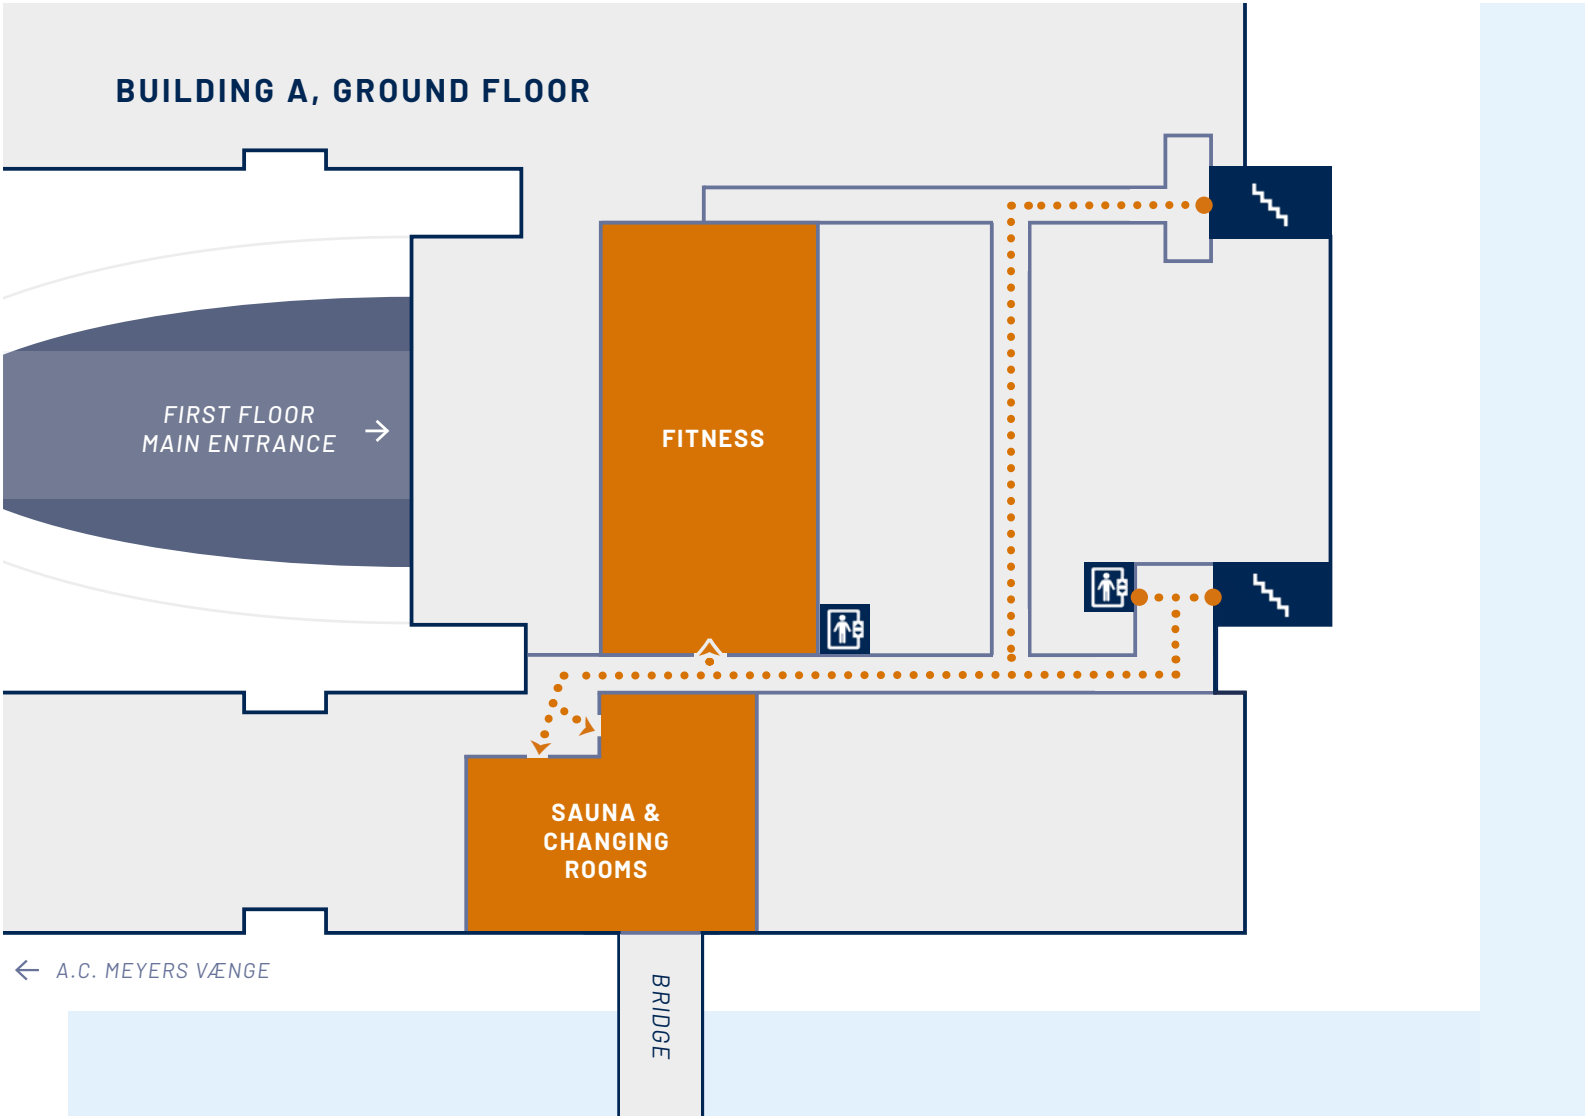 BUILDING A, GROUND FLOOR
FIRST FLOOR
MAIN ENTRANCE
FITNESS
SAUNA &
CHANGING
ROOMS
A.C. MEYERS VÆNGE
BRIDGE